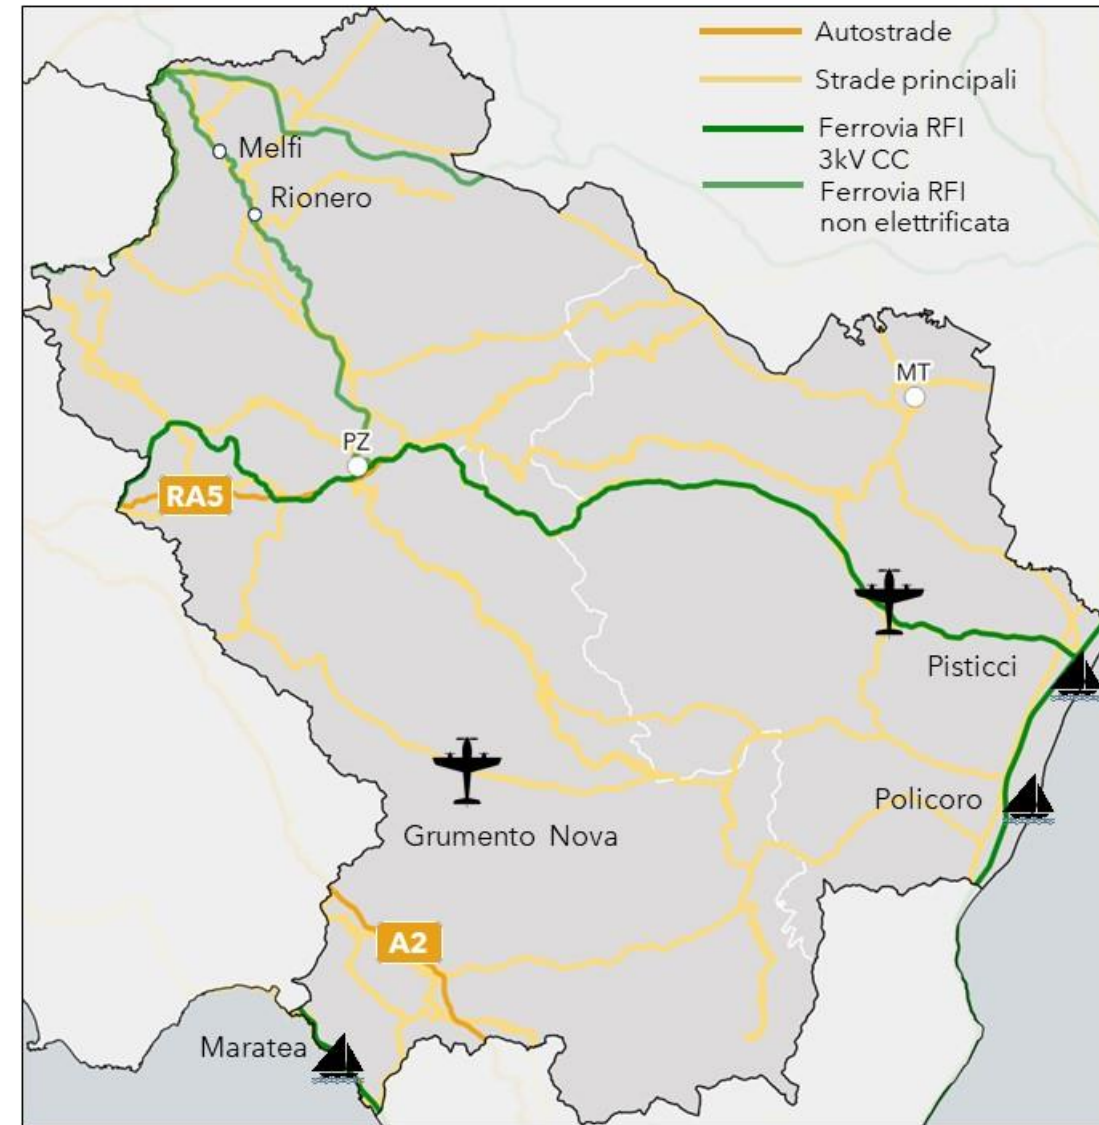 Autostrade
Strade principali
Ferrovia RFI
3kV CC
Ferrovia RFI
non elettrificata
Melfi
Rionero
MT
PZ
RA5
Pisticci
Policoro
Grumento Nova
A2
Maratea